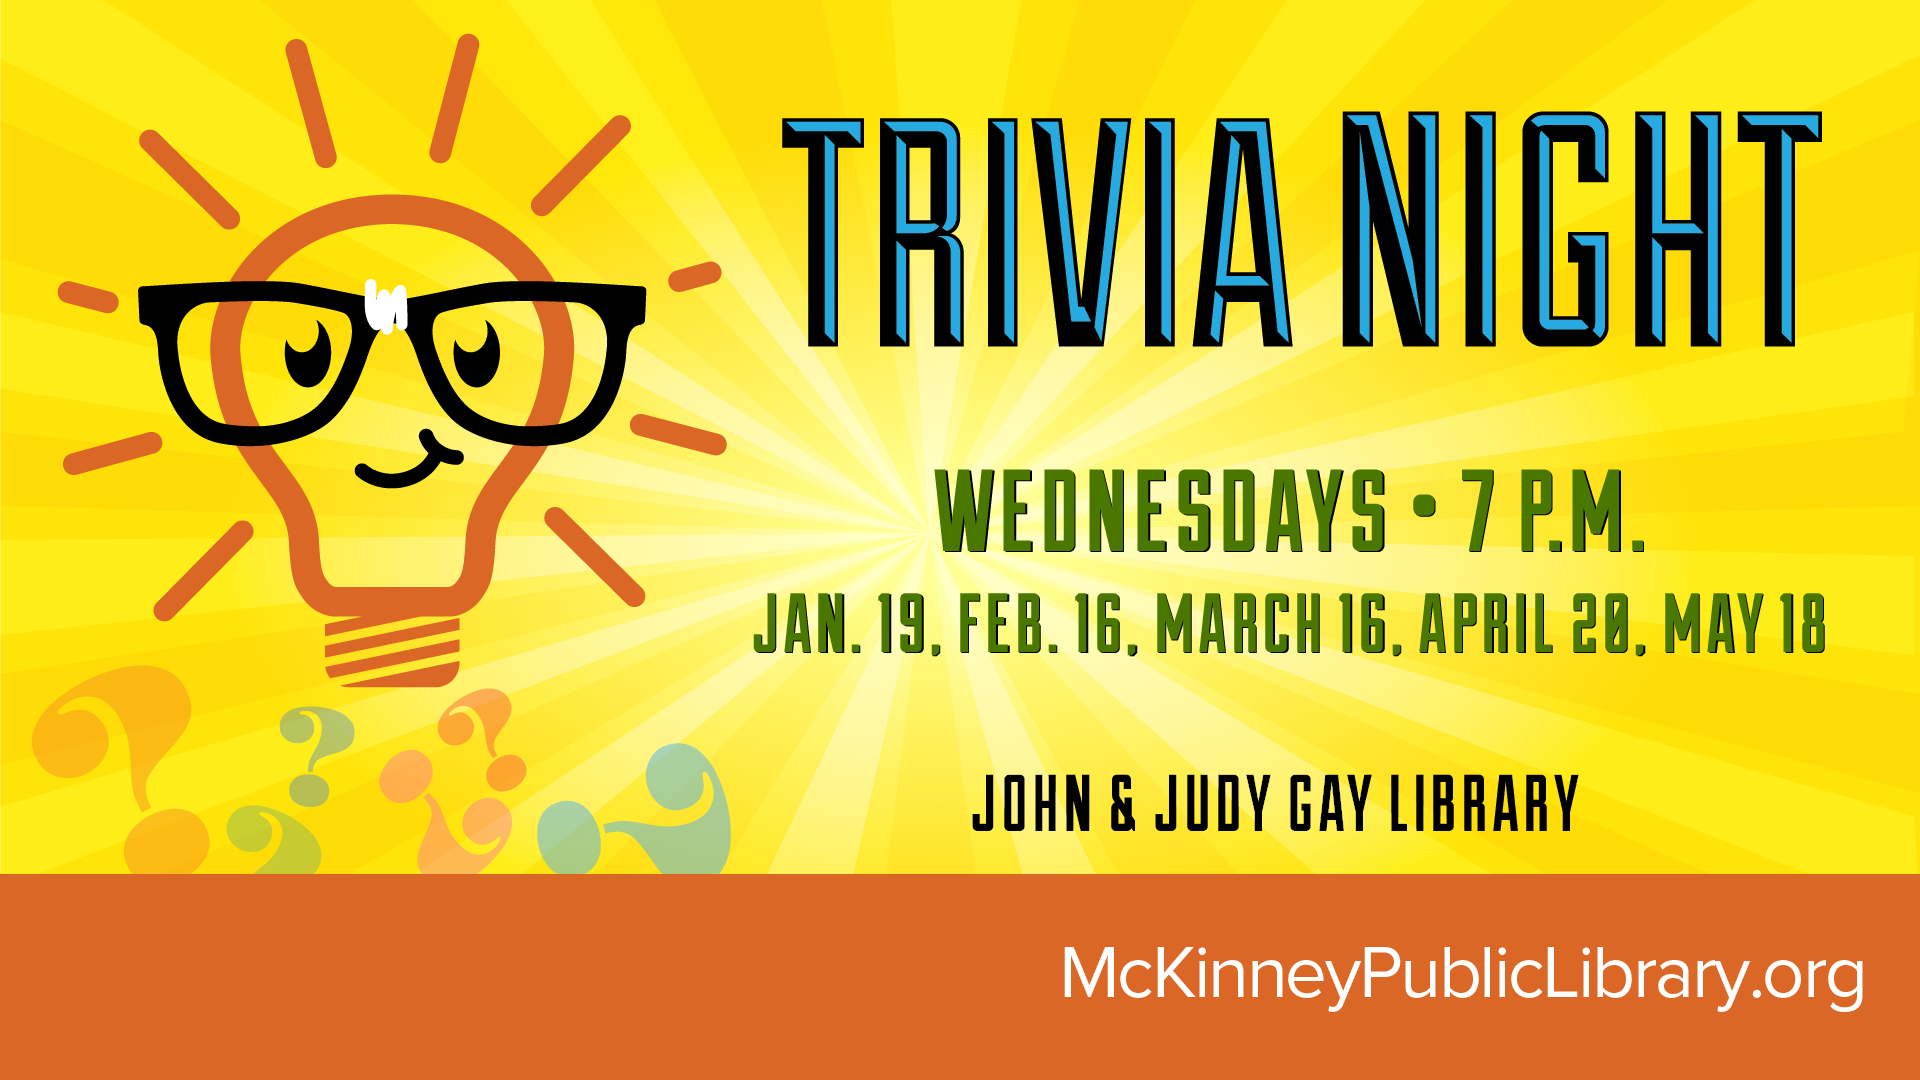 TRIVIA NIGHT
WEDNESDAYS • 7 P.M.
JAN. 19, FEB. 16, MARCH 16, APRIL 20, MAY 18
JOHN & JUDY GAY LIBRARY
McKinneyPublicLibrary.org